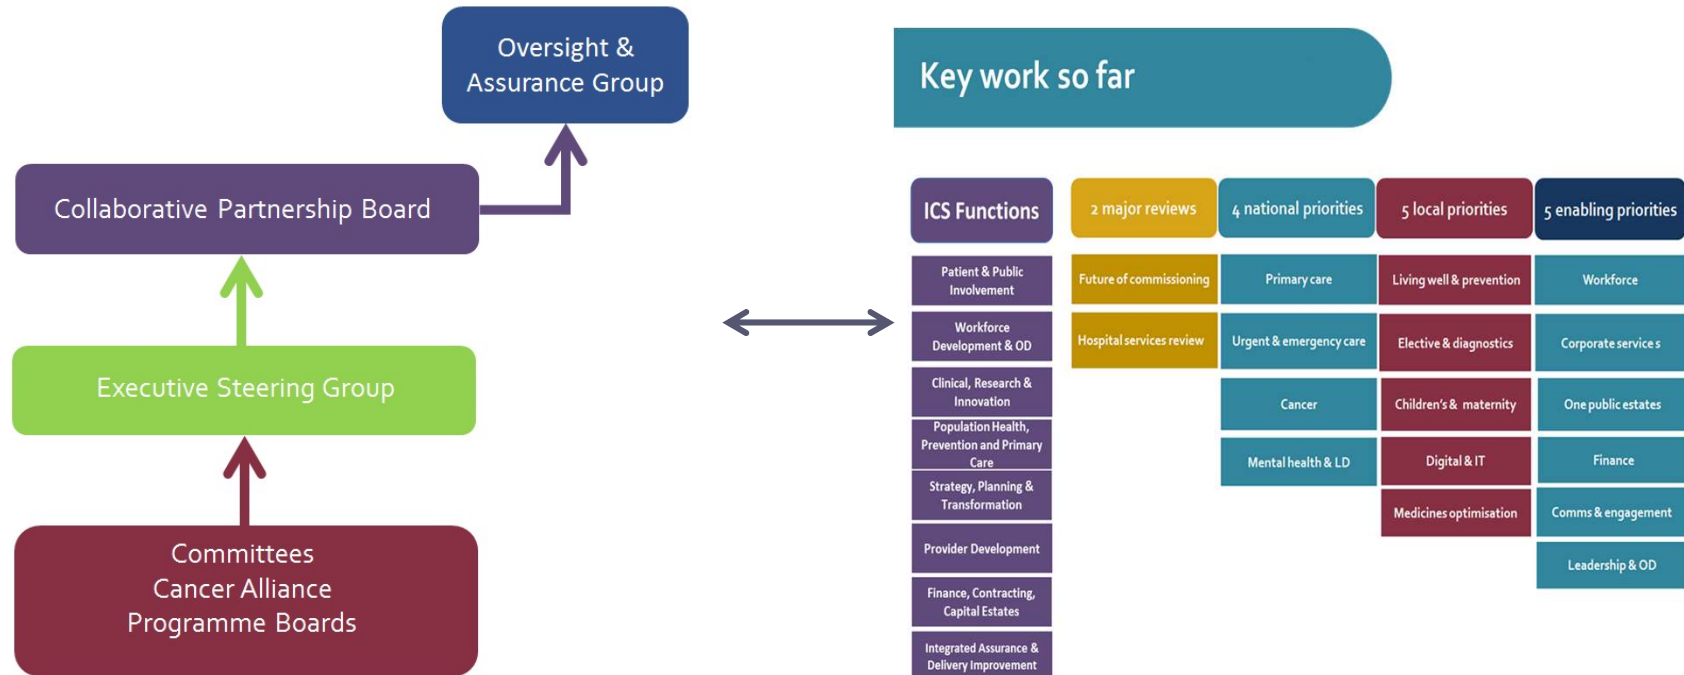 Oversight &
Assurance Group
Collaborative Partnership Board
Executive Steering Group
Committees
Cancer Alliance
Programme Boards
Key work so far
ICS Functions
Patient & Public
Involvement
Workforce
Development & OD
Clinical, Research &
Innovation
Population Health,
Prevention and Primary
Care
Strategy, Planning &
Transformation
Provider Development
Finance, Contracting,
Capital Estates
Integrated Assurance &
Delivery Improvement
2 major reviews
Future of commissioning
Hospital services review
4 national priorities
Primary care
Urgent & emergency care
Cancer
Mental health & LD
5 local priorities
Living well & prevention
Elective & diagnostics
Children's & maternity
Digital & IT
Medicines optimisation
5 enabling priorities
Workforce
Corporate services
One public estates
Finance
Comms & engagement
Leadership & OD